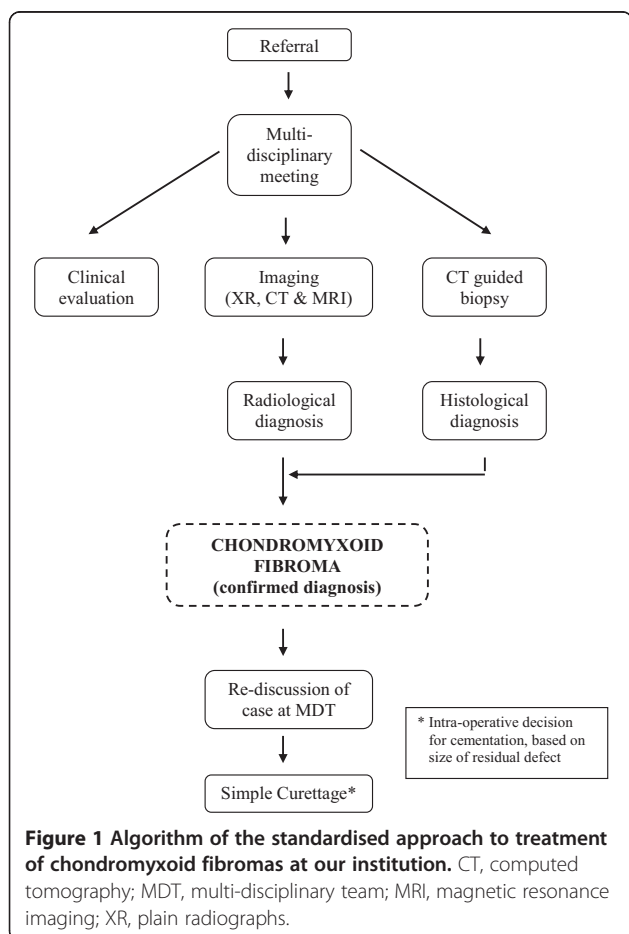 Referral
Multi-
disciplinary
meeting
Clinical
evaluation
Imaging
(XR, CT & MRI)
CT guided
biopsy
Radiological
diagnosis
Histological
diagnosis
CHONDROMYXOID
FIBROMA
(confirmed diagnosis)
Re-discussion of
case at MDT
* Intra-operative decision
for cementation, based on
size of residual defect
Simple Curettage*
Figure 1 Algorithm of the standardised approach to treatment
of chondromyxoid fibromas at our institution. CT, computed
tomography; MDT, multi-disciplinary team; MRI, magnetic resonance
imaging; XR, plain radiographs.